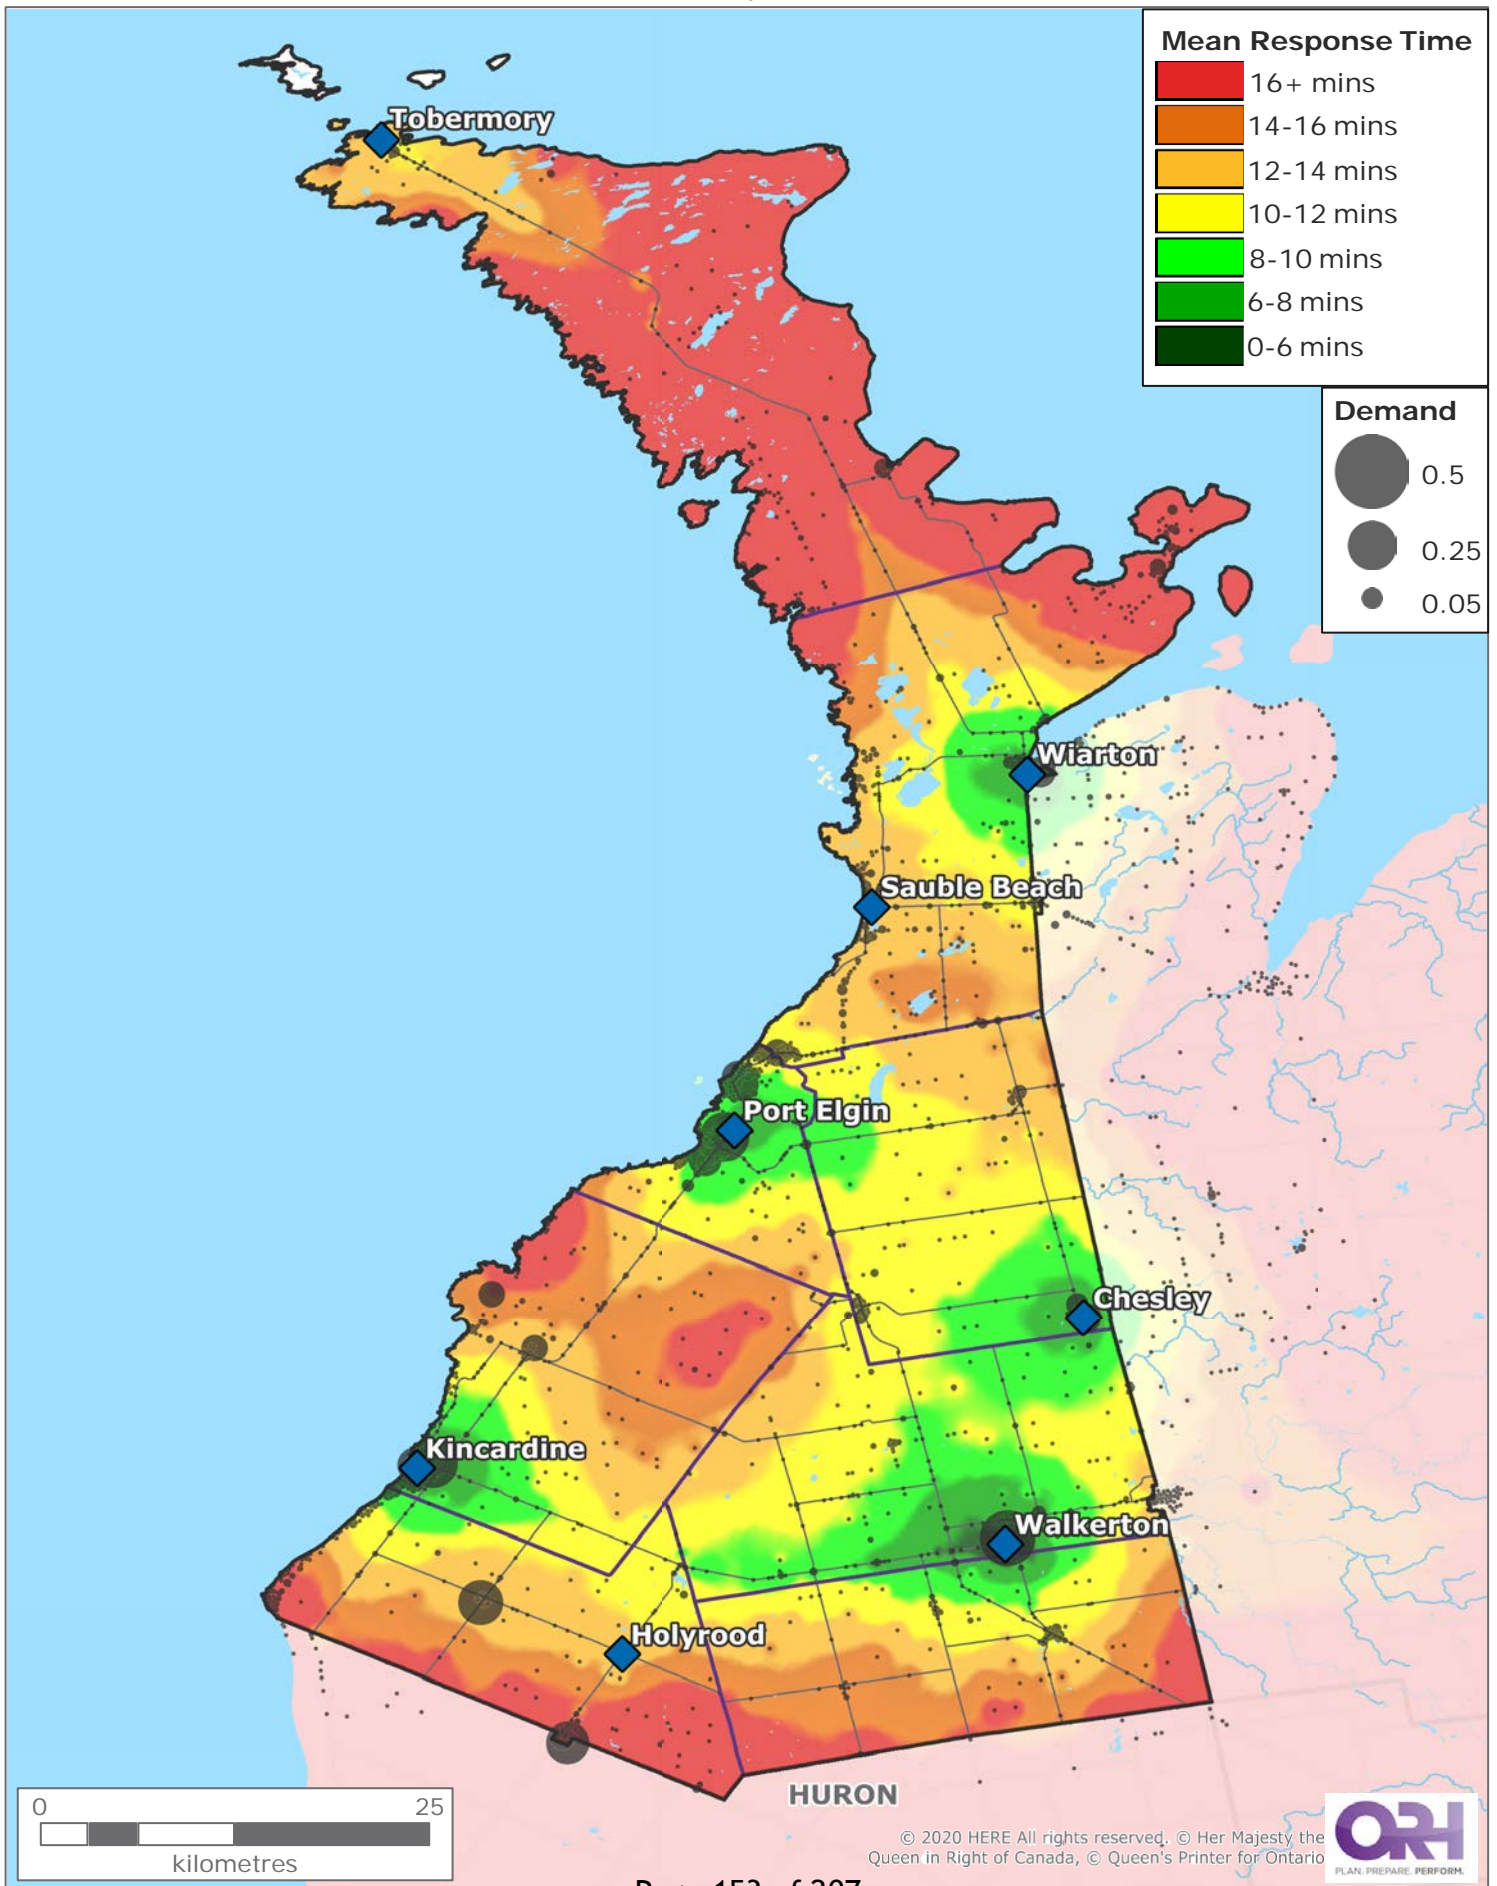 Mean Response Time
16+ mins
14-16 mins
12-14 mins
10-12 mins
8-10 mins
6-8 mins
0-6 mins
Demand
0.5
0.25
0.05
Tobermory
Wiarton
Sauble Beach
Port Elgin
Chesley
Kincardine
Walkerton
Holyrood
HURON
0 25
kilometres
© 2020 HERE All rights reserved. © Her Majesty the
Queen in Right of Canada, © Queen's Printer for Ontario
ORH
PLAN. PREPARE. PERFORM.